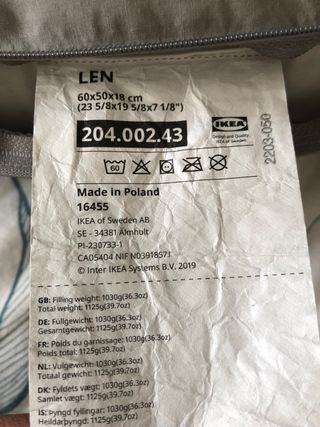 LEN
60x50x18 cm
(23 5/8x19 5/8x7 1/8")
204.002.43
IKEA
Design and Quality
IKEA of Sweden
2203-050
60
Made in Poland
16455
IKEA of Sweden AB
SE - 34381 Älmhult
PI-230733-1
CA05404 NIF N0391857J
© Inter IKEA Systems B.V. 2019
GB: Filling weight: 1030g(36.3oz)
Total weight: 1125g(39.7oz)
DE: Füllgewicht: 1030g(36.3oz)
Gesamtgewicht: 1125g(39.7oz)
FR: Poids du garnissage: 1030g(36.3oz)
Poids total: 1125g(39.7oz)
NL: Vulgewicht: 1030g(36.3oz)
Totaal gewicht: 1125g(39.7oz)
DK: Fyldets vægt: 1030g(36.3oz)
Samlet vægt: 1125g(39.7oz)
IS: Þyngd fyllingar: 1030g(36.3oz)
Heildarþyngd: 1125g(39.7oz)